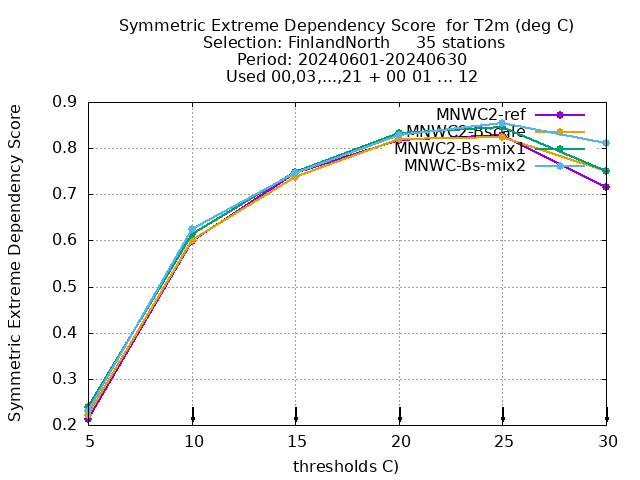 Symmetric Extreme Dependency Score  for T2m (deg C)
Selection: FinlandNorth     35 stations
Period: 20240601-20240630
Used 00,03,...,21 + 00 01 ... 12
Symmetric Extreme Dependency Score
0.9
0.8
0.7
0.6
0.5
0.4
0.3
0.2
MNWC2-ref
MNWC2-Bscale
MNWC2-Bs-mix1
MNWC-Bs-mix2
5 10 15 20 25 30
thresholds C)